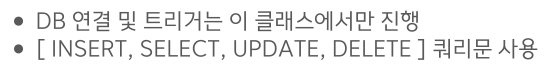 • DB 연결 및 트리거는 이 클래스에서만 진행
• [ INSERT, SELECT, UPDATE, DELETE ] 쿼리문 사용